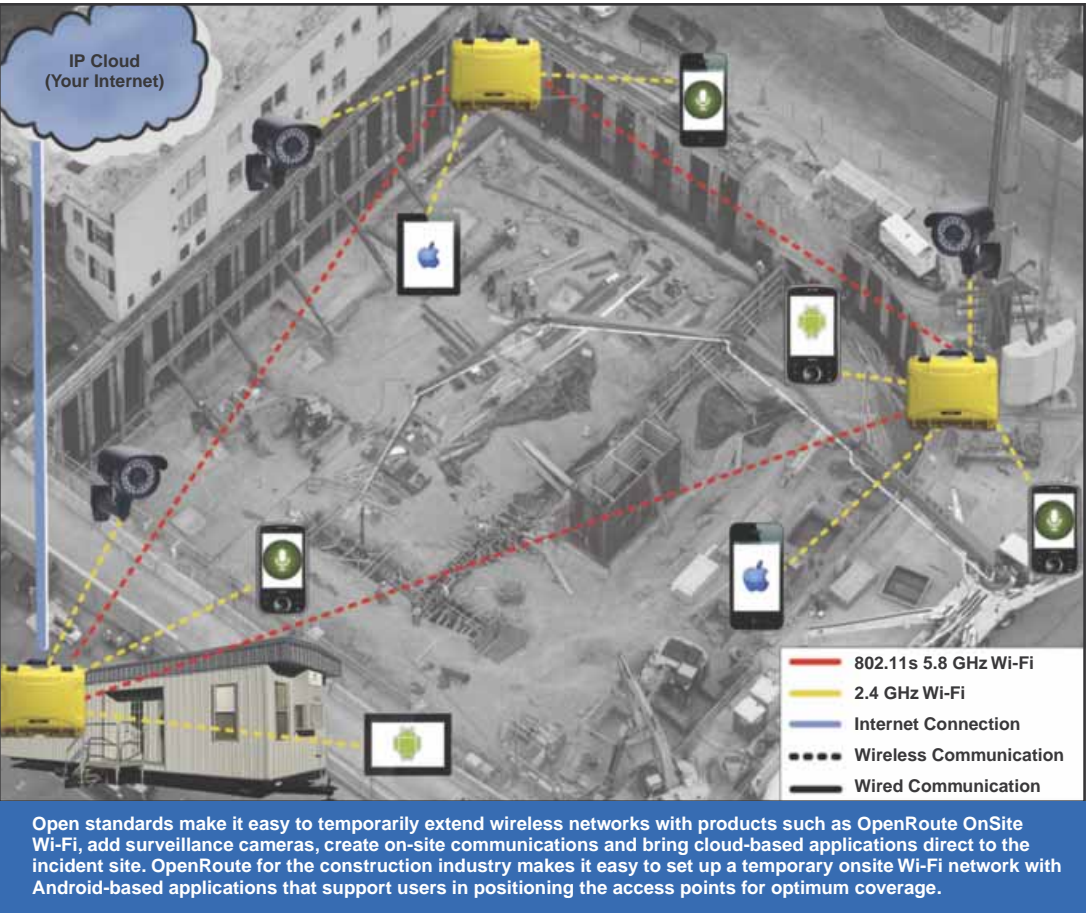 IP Cloud
(Your Internet)
802.11s 5.8 GHz Wi-Fi
2.4 GHz Wi-Fi
Internet Connection
Wireless Communication
Wired Communication
Open standards make it easy to temporarily extend wireless networks with products such as OpenRoute OnSite
Wi-Fi, add surveillance cameras, create on-site communications and bring cloud-based applications direct to the
incident site. OpenRoute for the construction industry makes it easy to set up a temporary onsite Wi-Fi network with
Android-based applications that support users in positioning the access points for optimum coverage.